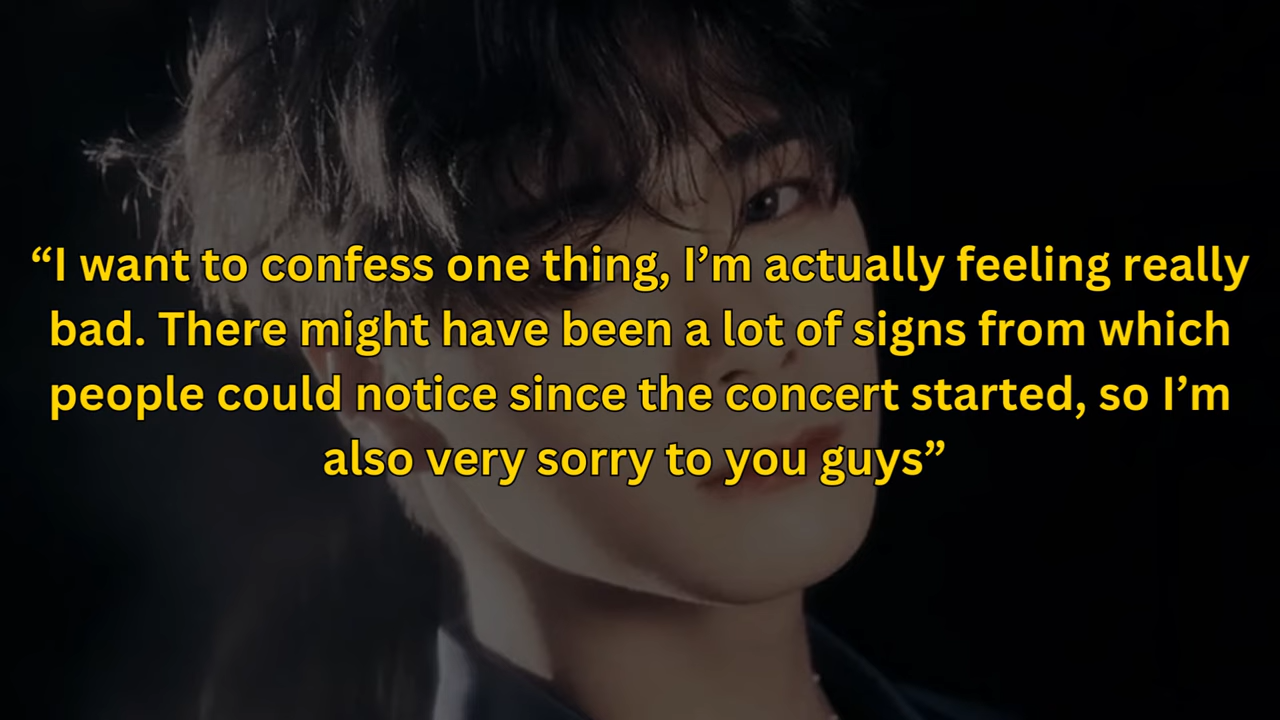 “I want to confess one thing, I’m actually feeling really
bad. There might have been a lot of signs from which
people could notice since the concert started, so I’m
also very sorry to you guys”